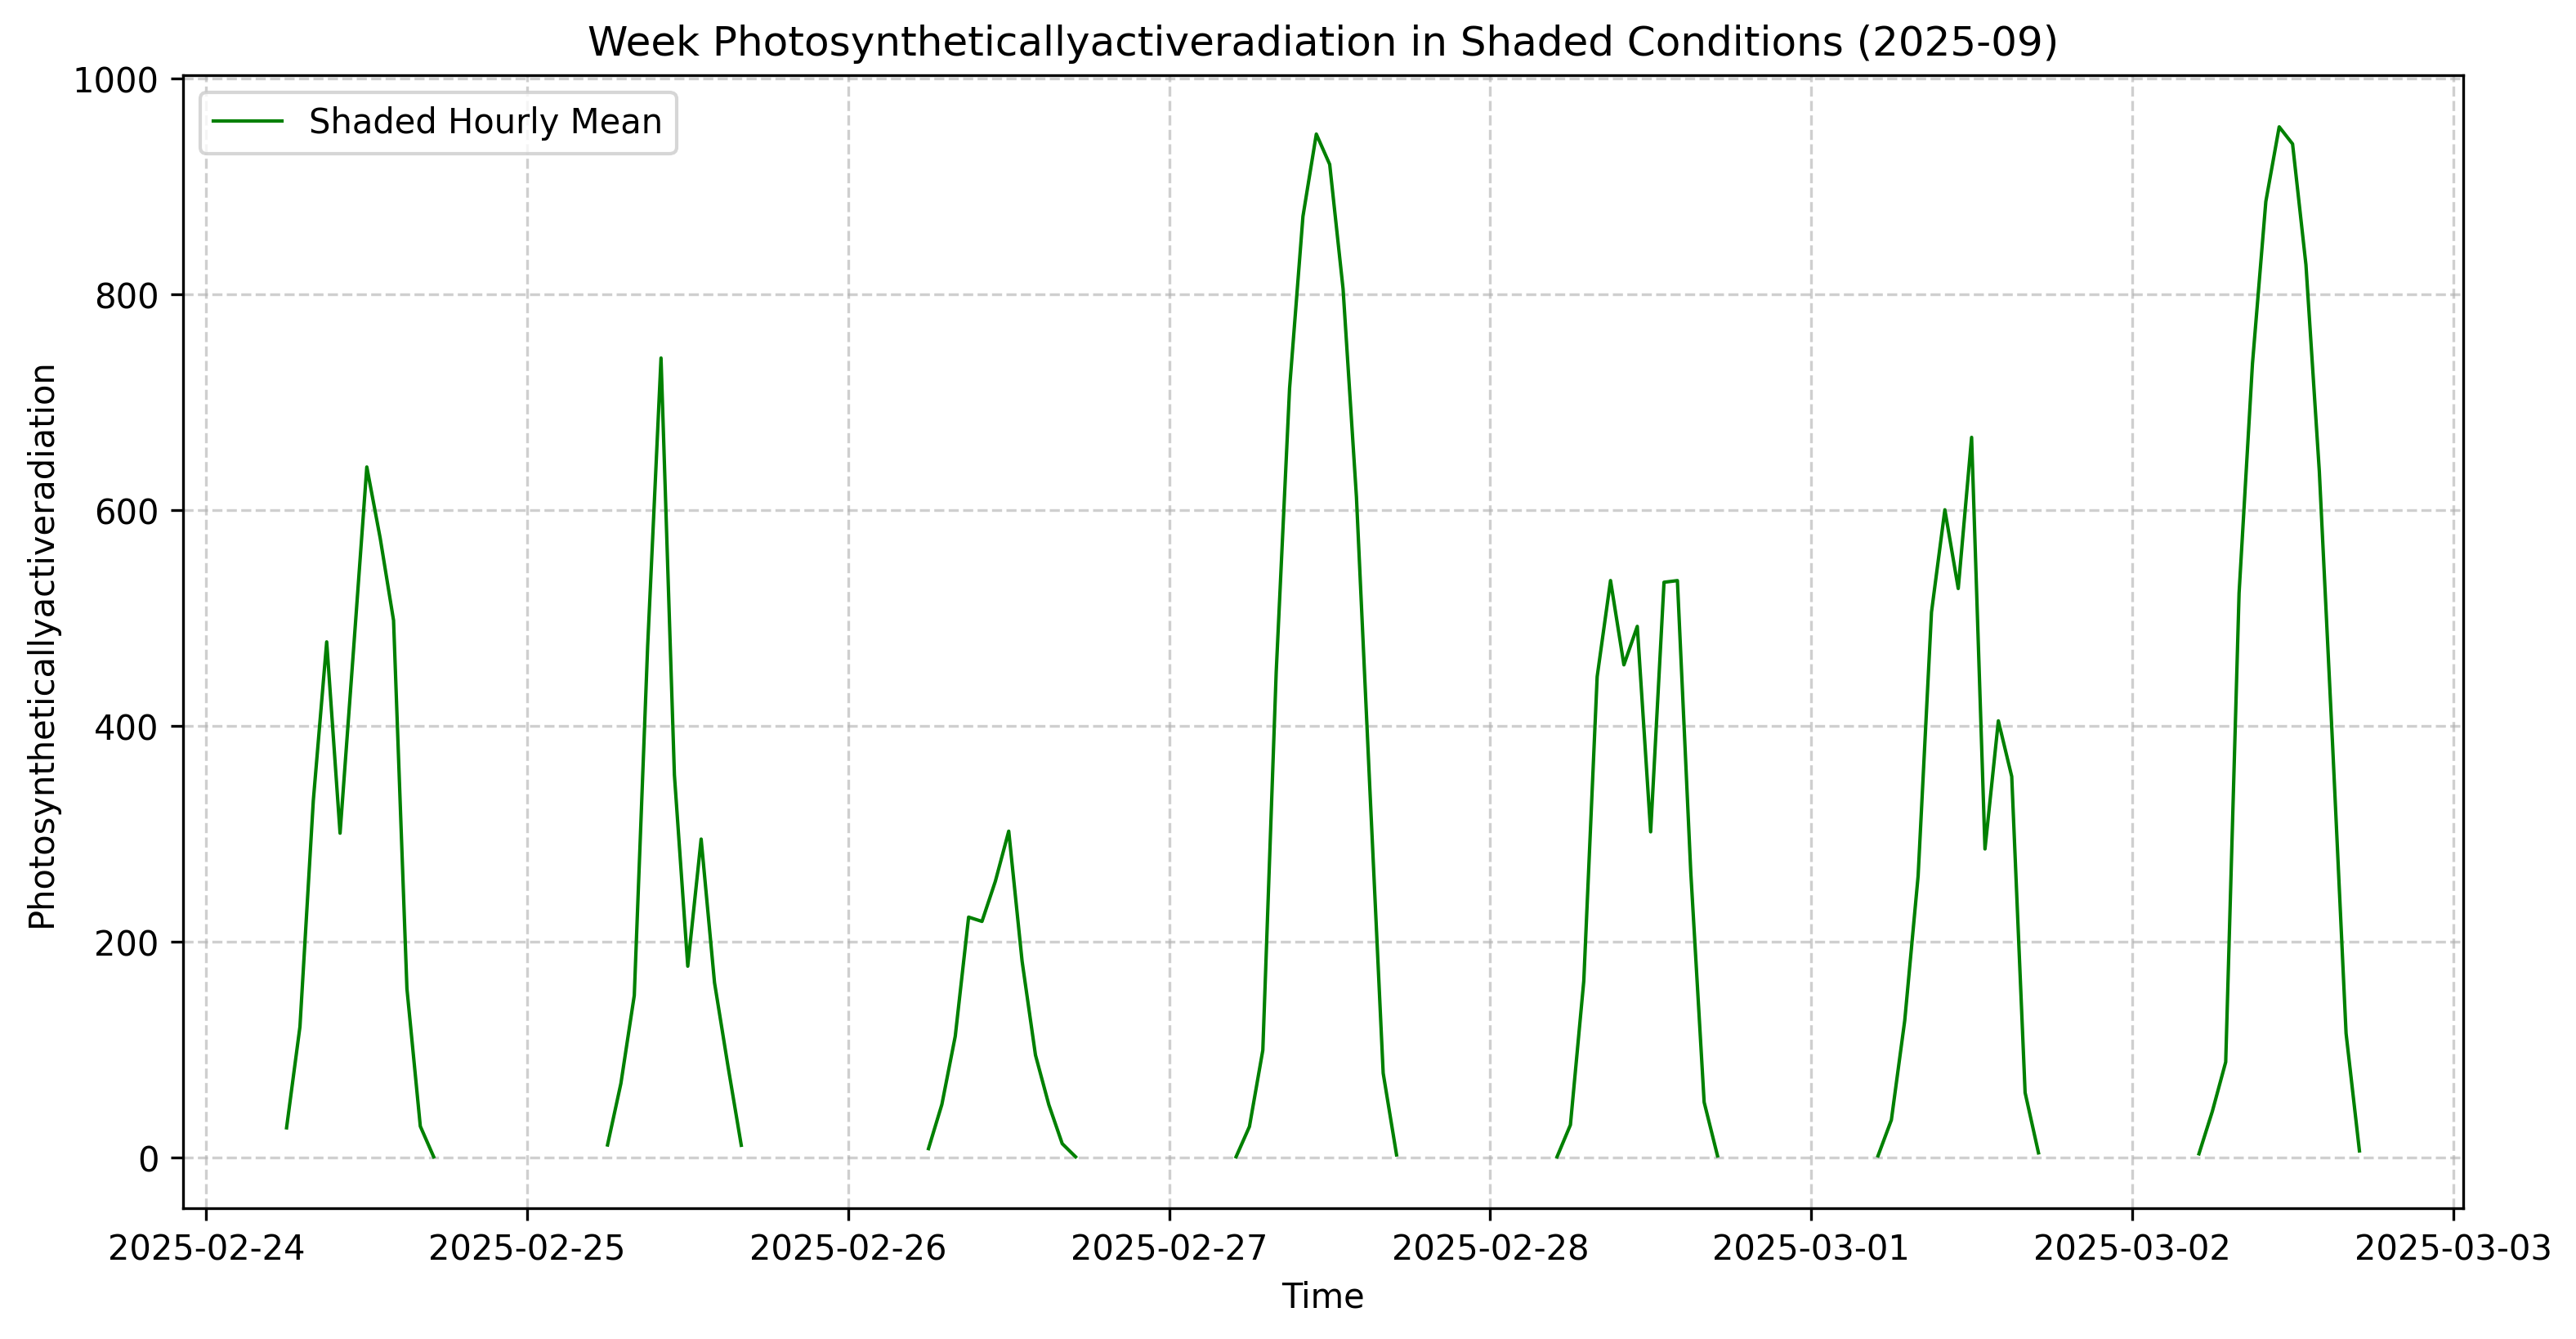 Week Photosyntheticallyactiveradiation in Shaded Conditions (2025-09)
Shaded Hourly Mean
Photosyntheticallyactiveradiation
1000
800
600
400
200
0
2025-02-24 2025-02-25 2025-02-26 2025-02-27 2025-02-28 2025-03-01 2025-03-02 2025-03-03
Time